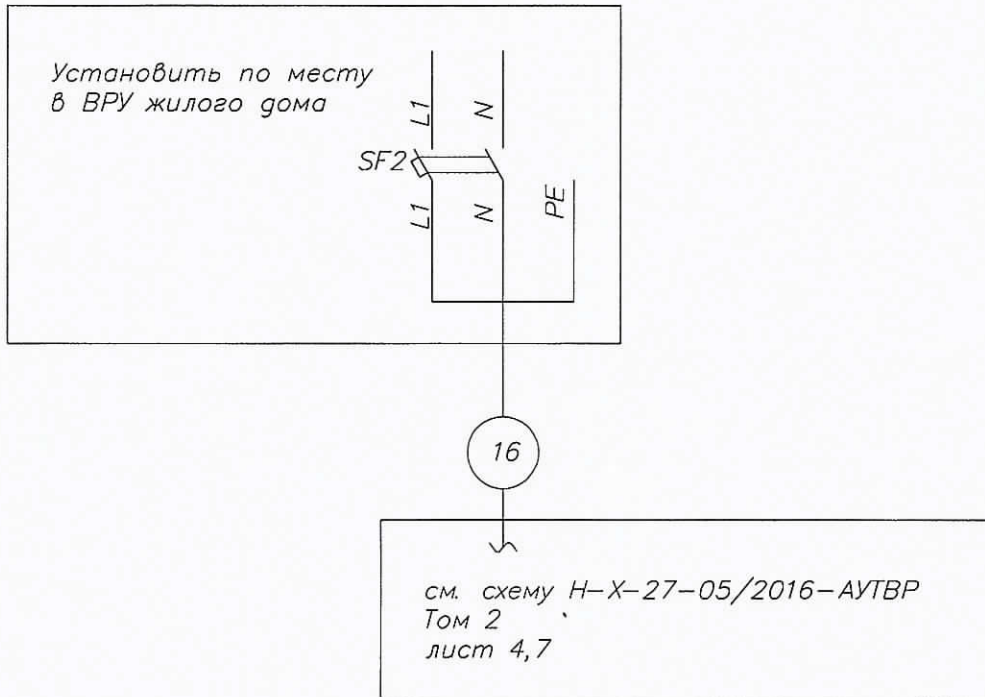 Установить по месту
в ВРУ жилого дома
L1
N
SF2
L1
N
PE
16
см. схему Н-Х-27-05/2016-АУТВР
Том 2
лист 4,7